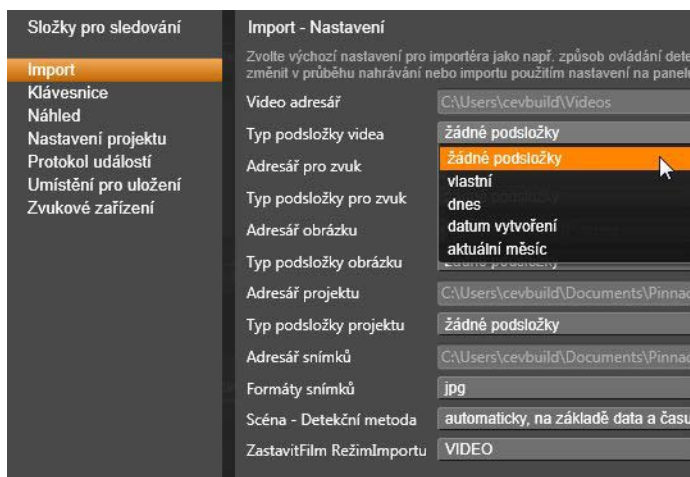 Složky pro sledování
Import
Klávesnice
Náhled
Nastavení projektu
Protokol událostí
Umístění pro uložení
Zvukové zařízení
Import - Nastavení
Zvolte výchozí nastavení pro importéra jako např. způsob ovládání dete
změnit v průběhu nahrávání nebo importu použitím nastavení na panelu
Video adresář C:\Users\cevbuild\Videos
Typ podsložky videa žádné podsložky
žádné podsložky
Adresář pro zvuk
vlastní
Typ podsložky pro zvuk
dnes
Adresář obrázku
datum vytvoření
aktuální měsíc
Typ podsložky obrázku
Adresář projektu C:\Users\cevbuild\Documents\Pinnac
Typ podsložky projektu žádné podsložky
Adresář snímků C:\Users\cevbuild\Documents\Pinnac
Formáty snímků jpg
Scéna - Detekční metoda automaticky, na základě data a času
ZastavitFilm RežimImportu VIDEO